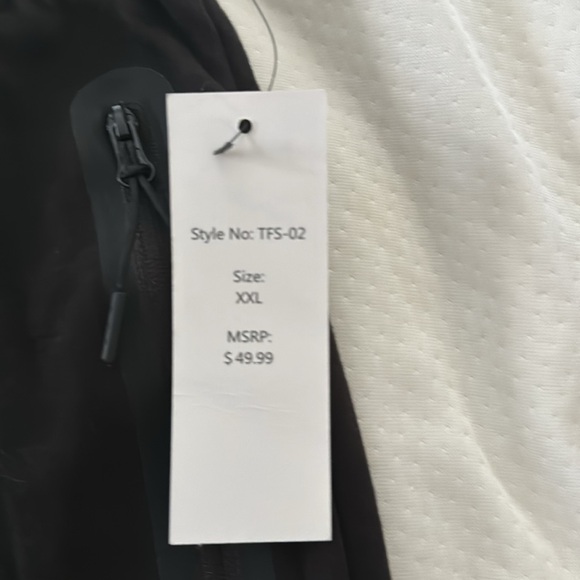 Style No: TFS-02
Size:
XXL
MSRP:
$ 49.99